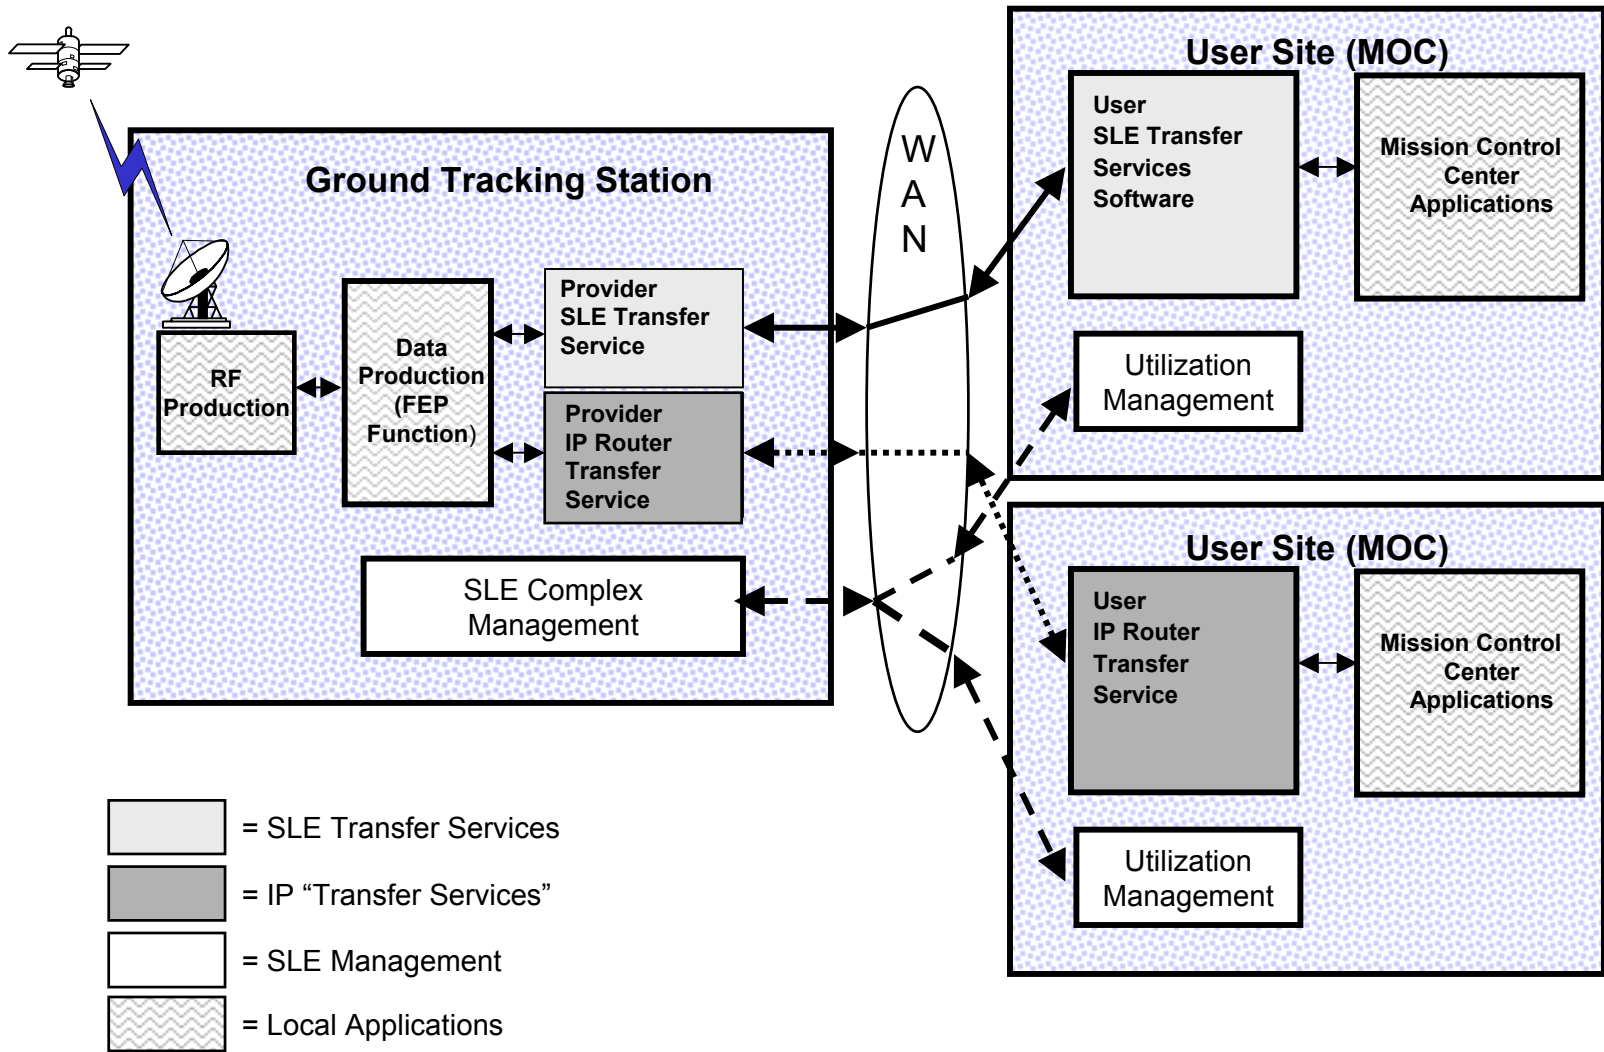 Ground Tracking Station
RF
Production
Data
Production
(FEP
Function)
Provider
SLE Transfer
Service
Provider
IP Router
Transfer
Service
SLE Complex
Management
W
A
N
User Site (MOC)
User
SLE Transfer
Services
Software
Mission Control
Center
Applications
Utilization
Management
User Site (MOC)
User
IP Router
Transfer
Service
Mission Control
Center
Applications
Utilization
Management
= SLE Transfer Services
= IP “Transfer Services”
= SLE Management
= Local Applications